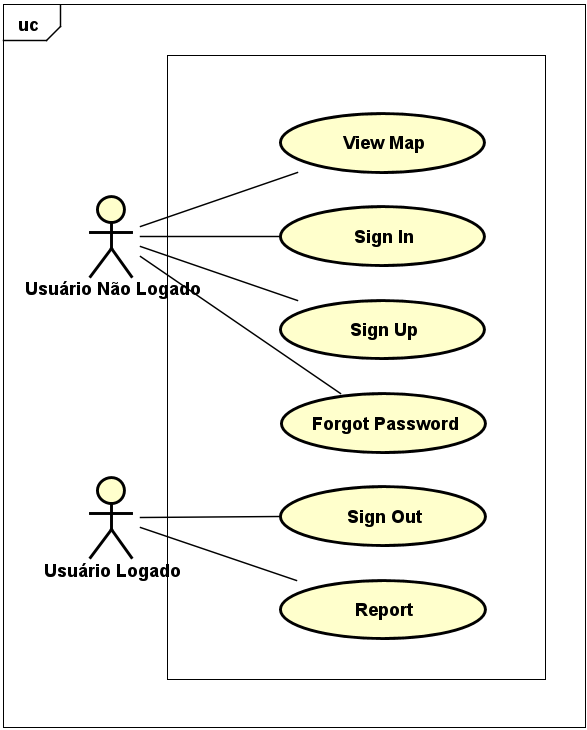 uc
View Map
Sign In
Usuário Não Logado
Sign Up
Forgot Password
Sign Out
Usuário Logado
Report